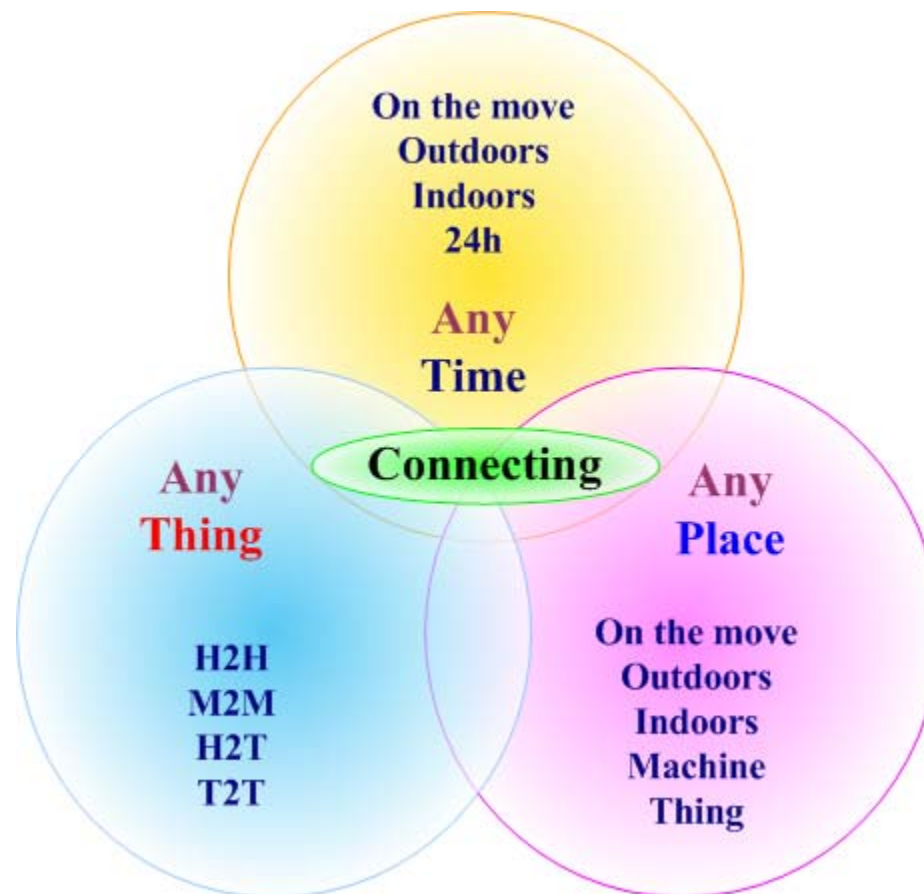 On the move
Outdoors
Indoors
24h
Any
Time
Connecting
Any
Thing
H2H
M2M
H2T
T2T
Any
Place
On the move
Outdoors
Indoors
Machine
Thing